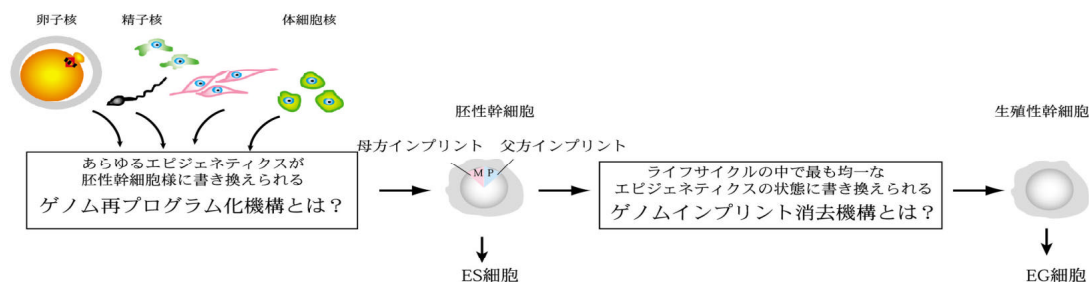 卵子核
精子核
体細胞核
あらゆるエピジェネティクスが
胚性幹細胞様に書き換えられる
ゲノム再プログラム化機構とは？
胚性幹細胞
母方インプリント
父方インプリント
M P
ES細胞
ライフサイクルの中で最も均一な
エピジェネティクスの状態に書き換えられる
ゲノムインプリント消去機構とは？
生殖性幹細胞
EG細胞